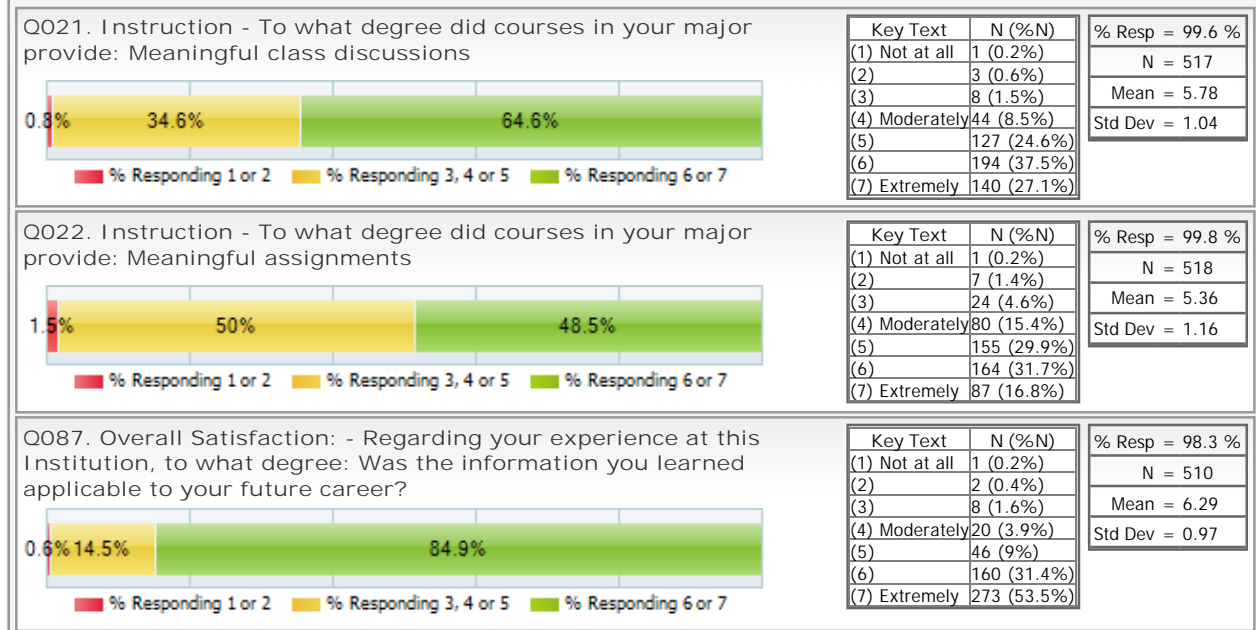 Q021. Instruction - To what degree did courses in your major
provide: Meaningful class discussions
0.8% 34.6% 64.6%
% Responding 1 or 2 % Responding 3, 4 or 5 % Responding 6 or 7
Key Text N (%N)
(1) Not at all 1 (0.2%)
(2) 3 (0.6%)
(3) 8 (1.5%)
(4) Moderately 44 (8.5%)
(5) 127 (24.6%)
(6) 194 (37.5%)
(7) Extremely 140 (27.1%)
% Resp = 99.6 %
N = 517
Mean = 5.78
Std Dev = 1.04
Q022. Instruction - To what degree did courses in your major
provide: Meaningful assignments
1.5% 50% 48.5%
% Responding 1 or 2 % Responding 3, 4 or 5 % Responding 6 or 7
Key Text N (%N)
(1) Not at all 1 (0.2%)
(2) 7 (1.4%)
(3) 24 (4.6%)
(4) Moderately 80 (15.4%)
(5) 155 (29.9%)
(6) 164 (31.7%)
(7) Extremely 87 (16.8%)
% Resp = 99.8 %
N = 518
Mean = 5.36
Std Dev = 1.16
Q087. Overall Satisfaction: - Regarding your experience at this
Institution, to what degree: Was the information you learned
applicable to your future career?
0.6% 14.5% 84.9%
% Responding 1 or 2 % Responding 3, 4 or 5 % Responding 6 or 7
Key Text N (%N)
(1) Not at all 1 (0.2%)
(2) 2 (0.4%)
(3) 8 (1.6%)
(4) Moderately 20 (3.9%)
(5) 46 (9%)
(6) 160 (31.4%)
(7) Extremely 273 (53.5%)
% Resp = 98.3 %
N = 510
Mean = 6.29
Std Dev = 0.97